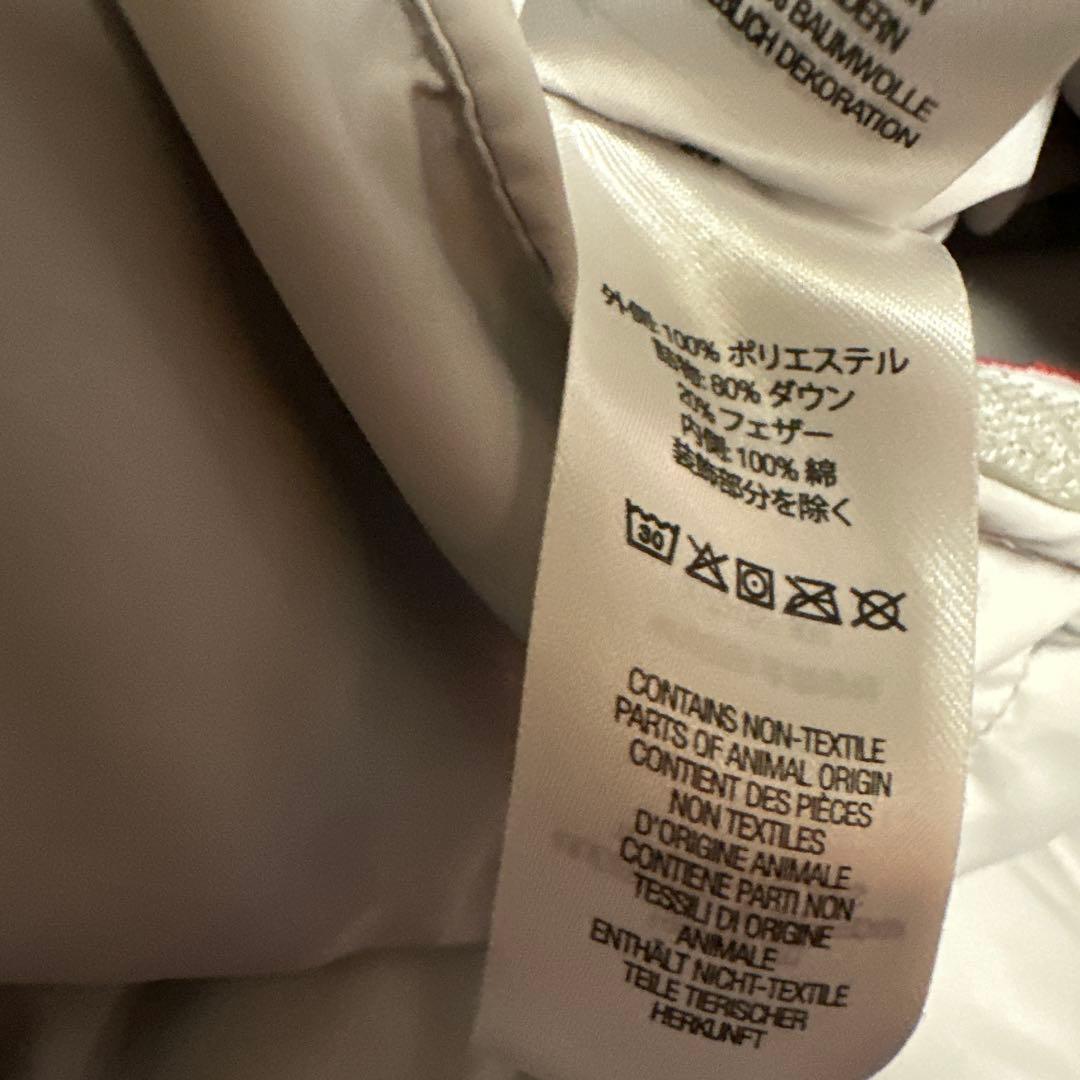 DERN
BAUMWOLLE
DEKORATION
外側: 100% ポリエステル
詰物: 80% ダウン
20% フェザー
内側: 100% 綿
装飾部分を除く
30
CONTAINS NON-TEXTILE
PARTS OF ANIMAL ORIGIN
CONTIENT DES PIÈCES
NON TEXTILES
D'ORIGINE ANIMALE
CONTIENE PARTI NON
TESSILI DI ORIGINE
ANIMALE
ENTHÄLT NICHT-TEXTILE
TEILE TIERISCHER
HERKUNFT